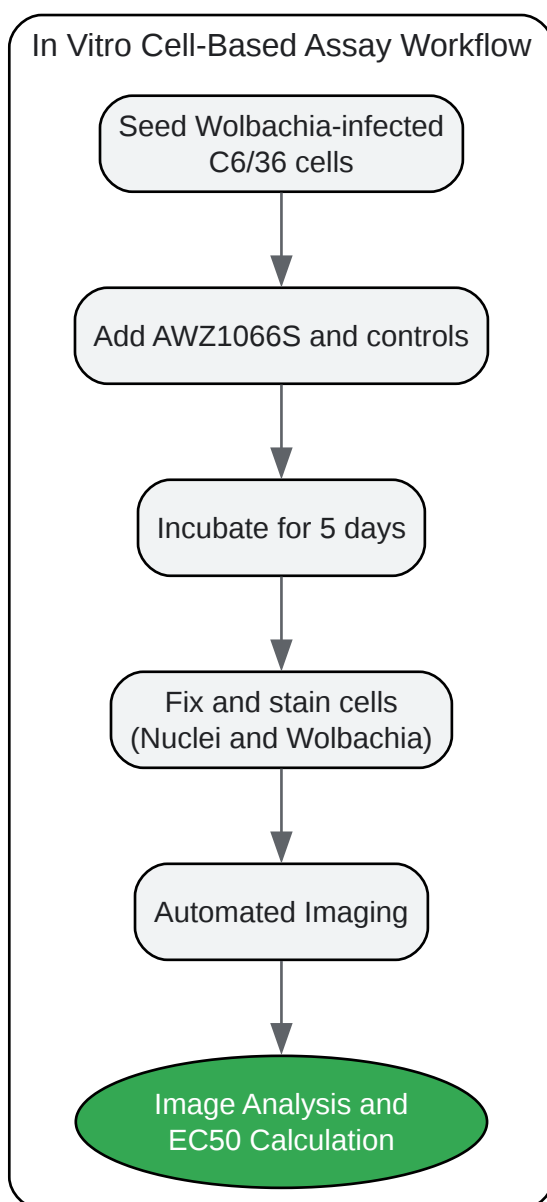 In Vitro Cell-Based Assay Workflow
Seed Wolbachia-infected
C6/36 cells
Add AWZ1066S and controls
Incubate for 5 days
Fix and stain cells
(Nuclei and Wolbachia)
Automated Imaging
Image Analysis and
EC50 Calculation